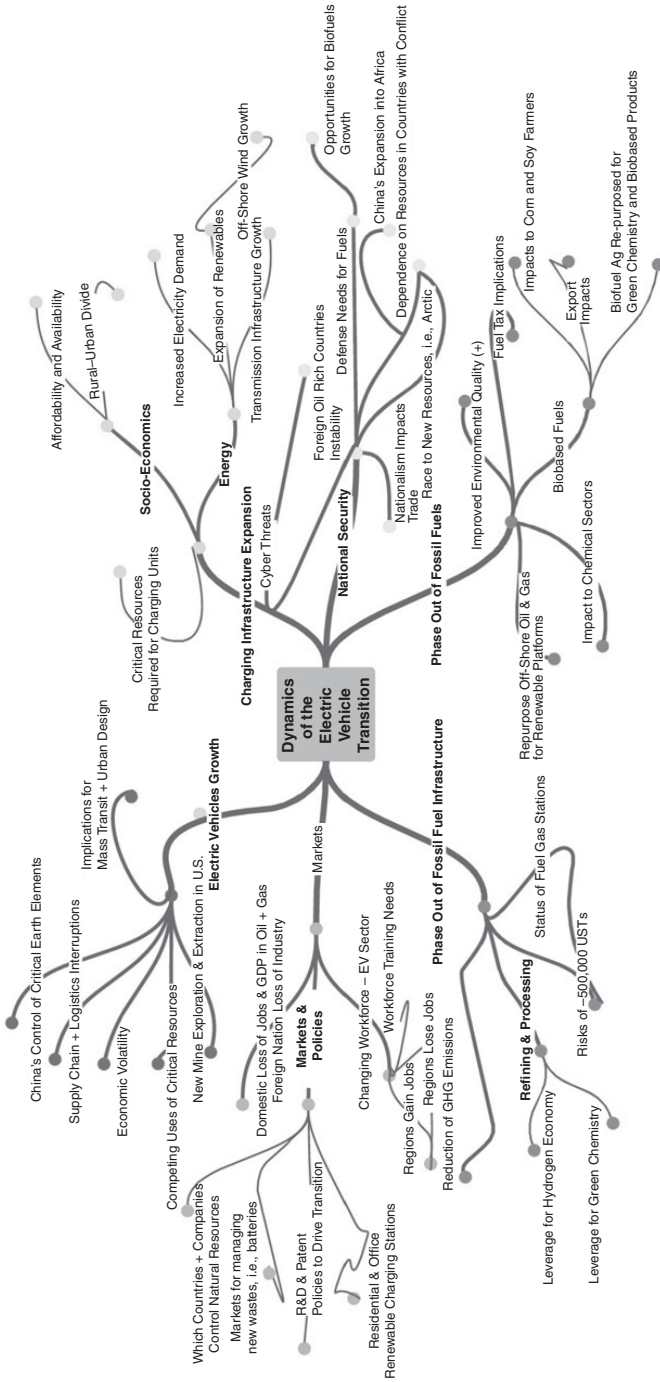 China's Control of Critical Earth Elements
Supply Chain + Logistics Interruptions
Economic Volatility
Competing Uses of Critical Resources
New Mine Exploration & Extraction in U.S.
Implications for
Mass Transit + Urban Design
Electric Vehicles Growth
Which Countries + Companies
Control Natural Resources
Markets for managing
new wastes, i.e., batteries
R&D & Patent
Policies to Drive Transition
Residential & Office
Renewable Charging Stations
Markets &
Policies
Domestic Loss of Jobs & GDP in Oil + Gas
Foreign Nation Loss of Industry
Markets
Changing Workforce – EV Sector
Workforce Training Needs
Regions Gain Jobs
Regions Lose Jobs
Reduction of GHG Emissions
Phase Out of Fossil Fuel Infrastructure
Refining & Processing
Leverage for Hydrogen Economy
Leverage for Green Chemistry
Status of Fuel Gas Stations
Risks of ~500,000 USTs
Dynamics
of the
Electric
Vehicle
Transition
Critical Resources
Required for Charging Units
Charging Infrastructure Expansion
Socio-Economics
Affordability and Availability
Rural–Urban Divide
Energy
Increased Electricity Demand
Expansion of Renewables
Off-Shore Wind Growth
Transmission Infrastructure Growth
Cyber Threats
Foreign Oil Rich Countries
Instability
National Security
Defense Needs for Fuels
Opportunities for Biofuels
Growth
China's Expansion into Africa
Dependence on Resources in Countries with Conflict
Nationalism Impacts
Trade
Race to New Resources, i.e., Arctic
Phase Out of Fossil Fuels
Improved Environmental Quality (+)
Fuel Tax Implications
Impacts to Corn and Soy Farmers
Export
Impacts
Biofuel Ag Re-purposed for
Green Chemistry and Biobased Products
Biobased Fuels
Repurpose Off-Shore Oil & Gas
for Renewable Platforms
Impact to Chemical Sectors